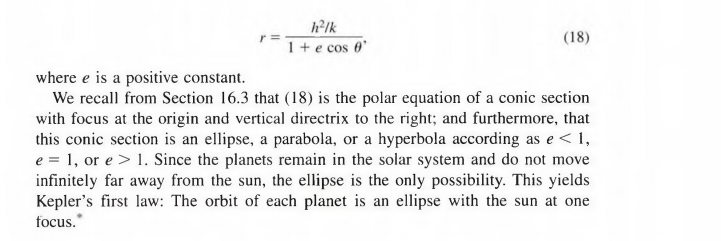 r = h²/k / 1 + e cos θ, (18)
where e is a positive constant.
We recall from Section 16.3 that (18) is the polar equation of a conic section
with focus at the origin and vertical directrix to the right; and furthermore, that
this conic section is an ellipse, a parabola, or a hyperbola according as e < 1,
e = 1, or e > 1. Since the planets remain in the solar system and do not move
infinitely far away from the sun, the ellipse is the only possibility. This yields
Kepler's first law: The orbit of each planet is an ellipse with the sun at one
focus.*